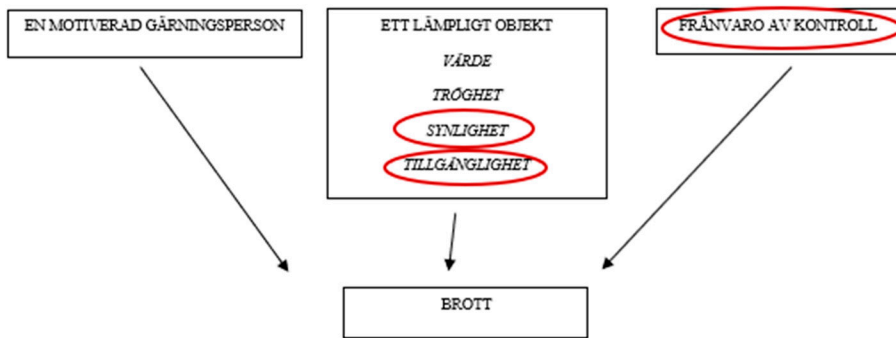 EN MOTIVERAD GÄRNINGSPERSON
ETT LÄMPLIGT OBJEKT
VÄRDE
TRÖGHET
SYNLIGHET
TILLGÄNGLIGHET
FRÅNVARO AV KONTROLL
BROTT